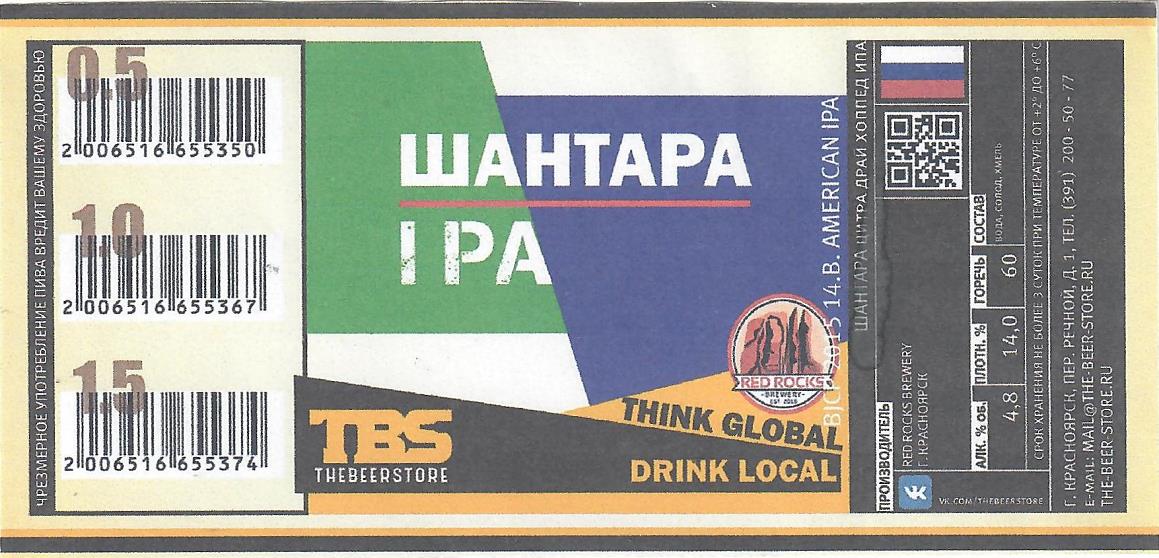 ЧРЕЗМЕРНОЕ УПОТРЕБЛЕНИЕ ПИВА ВРЕДИТ ВАШЕМУ ЗДОРОВЬЮ
0.5
2 006516 655350
1.0
2 006516 655367
1.5
2 006516 655374
ШАНТАРА
IPA
TBS
THEBEERSTORE
RED ROCKS
BREWERY
EST 2015
THINK GLOBAL
DRINK LOCAL
BJCP 2015 14.B. AMERICAN IPA
ШАНТАРА ЦИТРА ДРАЙ ХОППЕД ИПА
ПРОИЗВОДИТЕЛЬ
RED ROCKS BREWERY
Г. КРАСНОЯРСК
VK.COM/THEBEERSTORE
АЛК. % ОБ.
4,8
ПЛОТН. %
14,0
ГОРЕЧЬ
60
СОСТАВ
ВОДА, СОЛОД, ХМЕЛЬ
СРОК ХРАНЕНИЯ НЕ БОЛЕЕ 3 СУТОК ПРИ ТЕМПЕРАТУРЕ ОТ +2° ДО +6° С
Г. КРАСНОЯРСК, ПЕР. РЕЧНОЙ, Д. 1, ТЕЛ. (391) 200 - 50 - 77
E-MAIL: MAIL@THE-BEER-STORE.RU
THE-BEER-STORE.RU